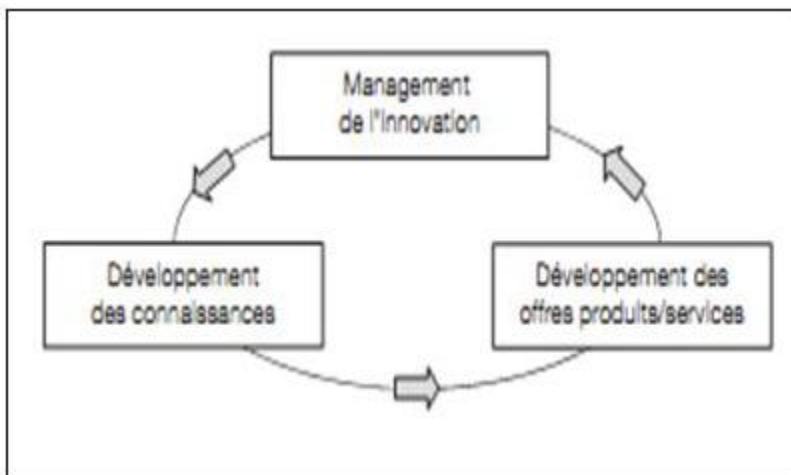 Management
de l'Innovation
Développement
des connaissances
Développement des
offres produits/services